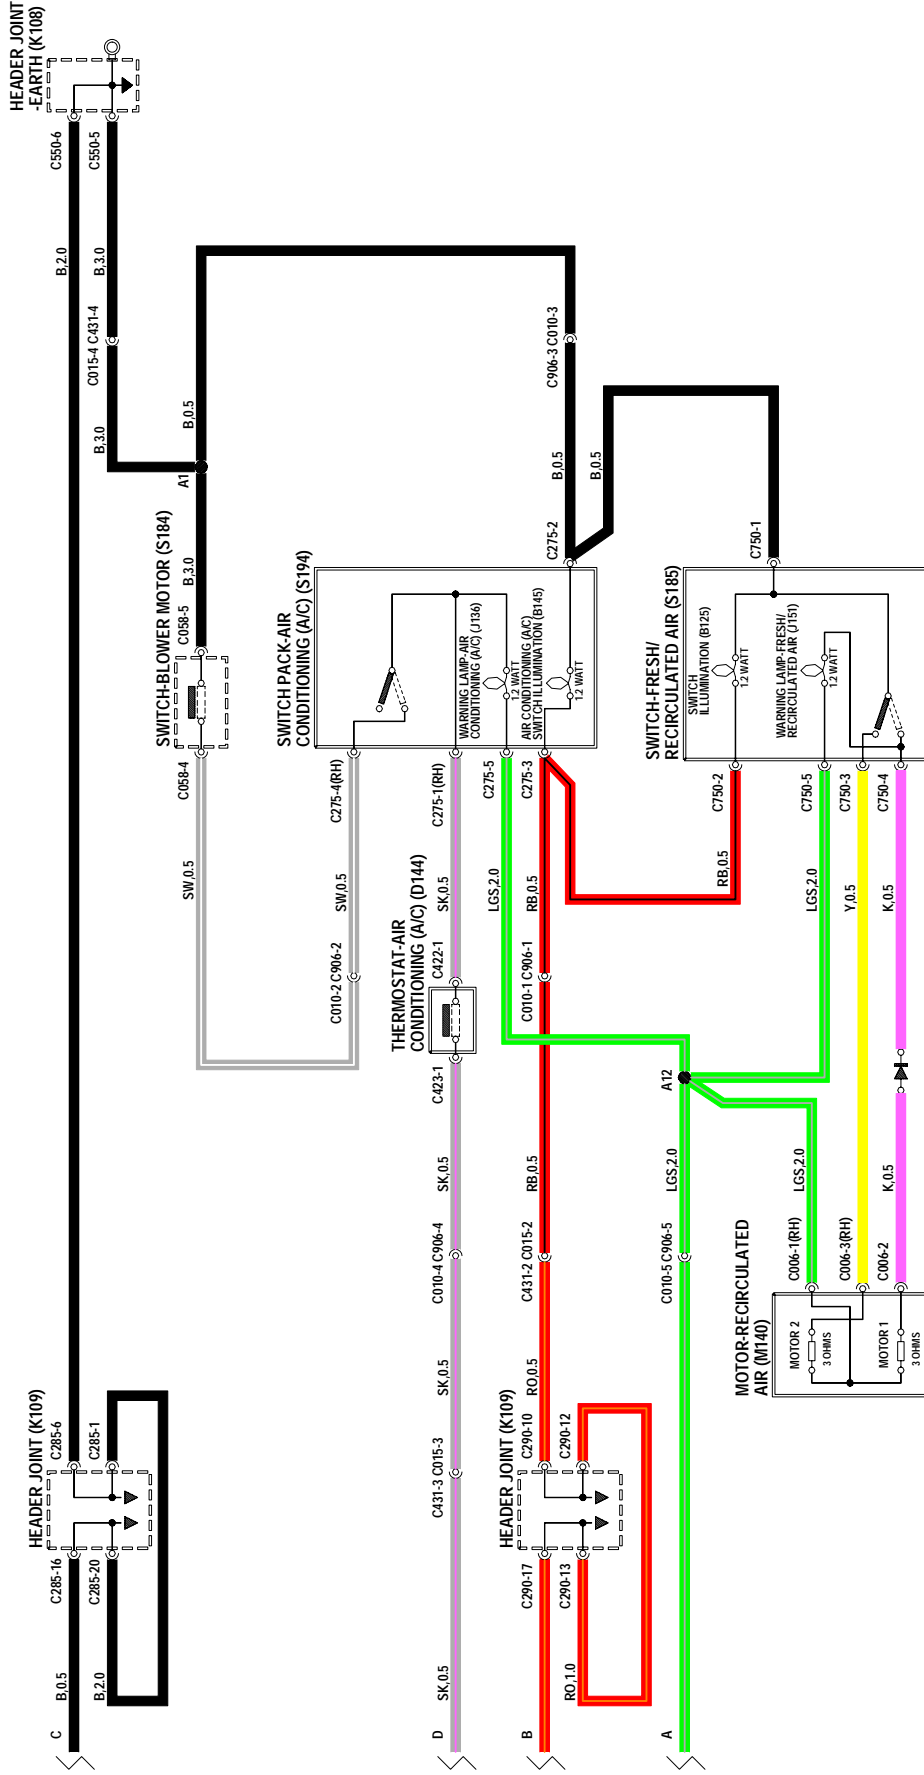 HEADER JOINT
-EARTH (K108)
C550-6
C550-5
B,2.0
B,3.0
C015-4 C431-4
B,3.0
B,0.5
A1
C906-3 C010-3
B,0.5
B,0.5
SWITCH-BLOWER MOTOR (S184)
C058-5
B,3.0
C058-4
SW,0.5
SWITCH PACK-AIR
CONDITIONING (A/C) (S194)
C275-2
WARNING LAMP-AIR
CONDITIONING (A/C) (J136)
1.2 WATT
AIR CONDITIONING (A/C)
SWITCH ILLUMINATION (B145)
1.2 WATT
C275-4(RH)
C275-1(RH)
C275-5
C275-3
SWITCH-FRESH/
RECIRCULATED AIR (S185)
C750-1
SWITCH
ILLUMINATION (B125)
1.2 WATT
WARNING LAMP-FRESH/
RECIRCULATED AIR (J151)
1.2 WATT
C750-2
C750-5
C750-3
C750-4
SW,0.5
SK,0.5
LGS,2.0
RB,0.5
RB,0.5
LGS,2.0
Y,0.5
K,0.5
C010-2 C906-2
THERMOSTAT-AIR
CONDITIONING (A/C) (D144)
C422-1
C423-1
C010-1 C906-1
A12
SK,0.5
RB,0.5
LGS,2.0
LGS,2.0
K,0.5
C010-4 C906-4
C431-2 C015-2
C010-5 C906-5
MOTOR-RECIRCULATED
AIR (M140)
C006-1(RH)
C006-3(RH)
C006-2
MOTOR 2
3 OHMS
MOTOR 1
3 OHMS
SK,0.5
RO,0.5
HEADER JOINT (K109)
C285-6
C285-1
C285-16
C285-20
B,0.5
B,2.0
C
C431-3 C015-3
SK,0.5
D
HEADER JOINT (K109)
C290-10
C290-12
C290-17
C290-13
RO,1.0
B
A